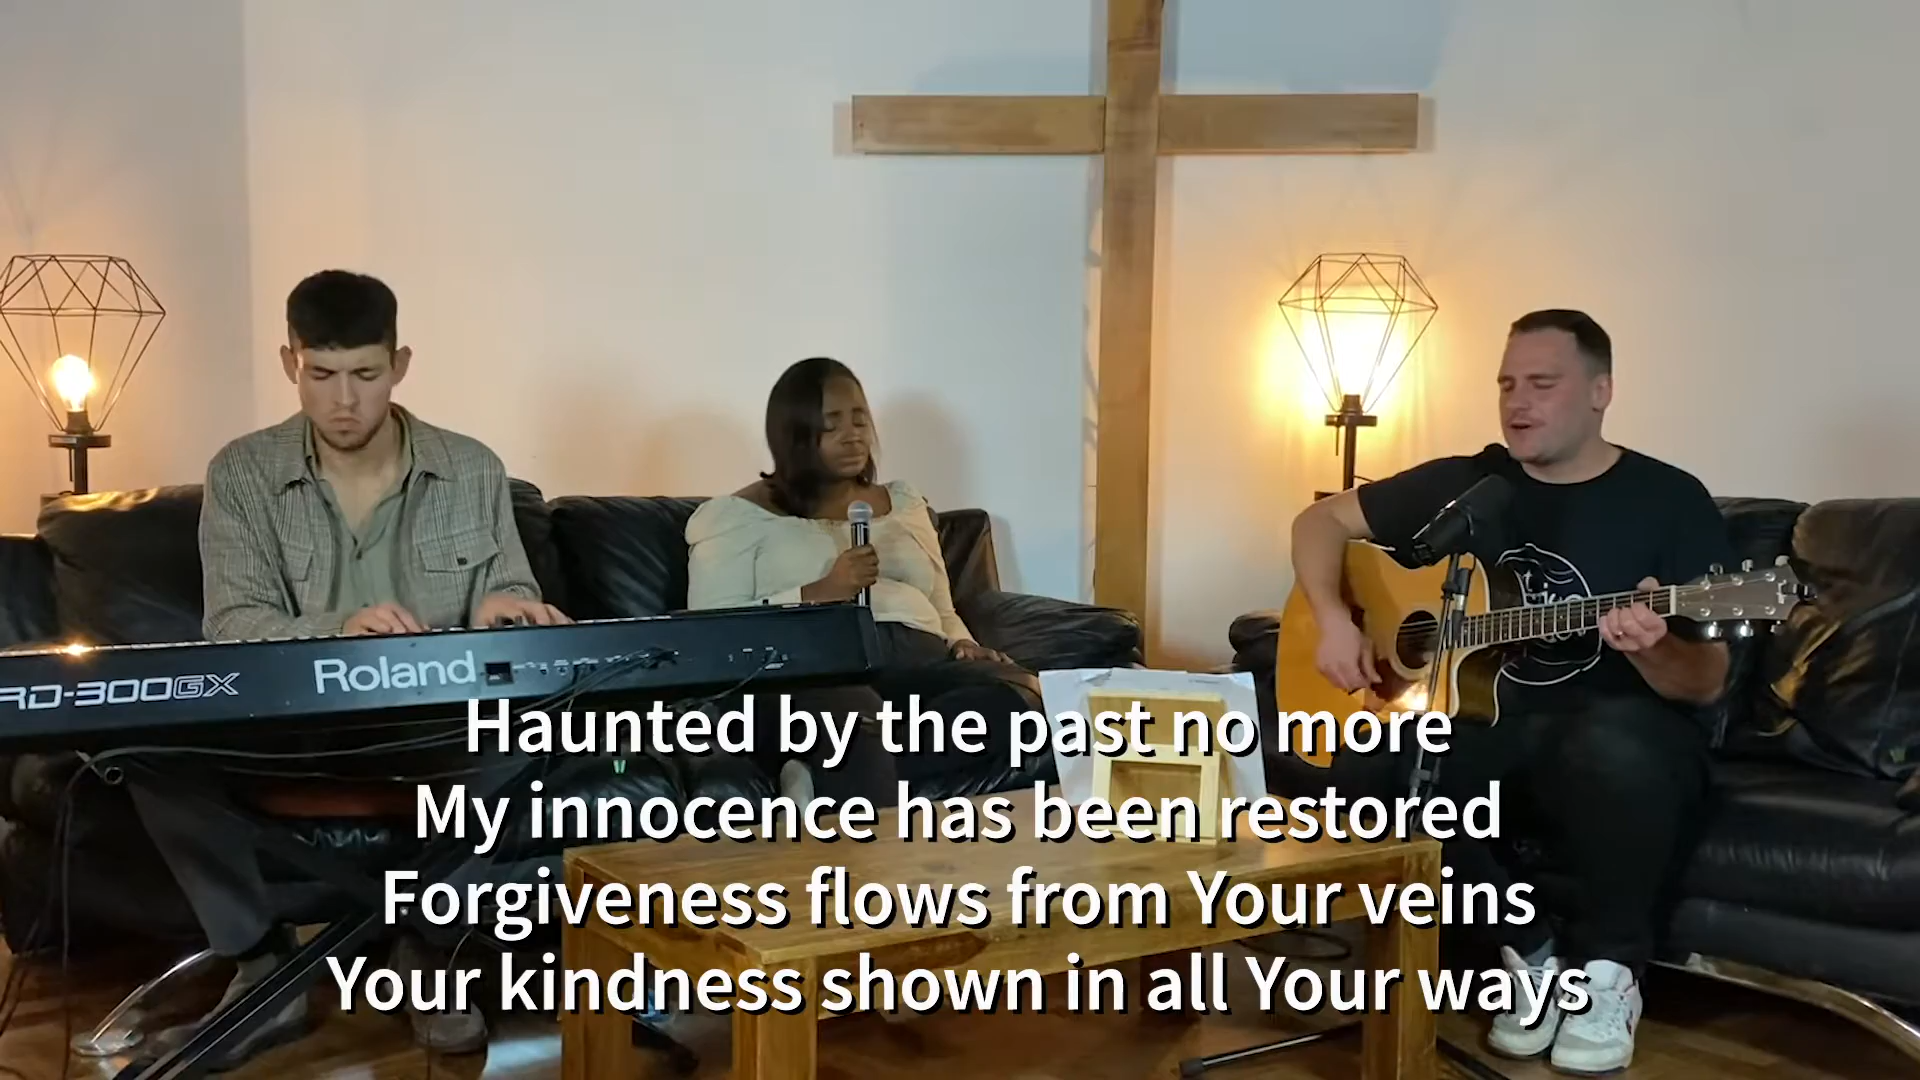 RD-300GX
Roland
Haunted by the past no more
My innocence has been restored
Forgiveness flows from Your veins
Your kindness shown in all Your ways